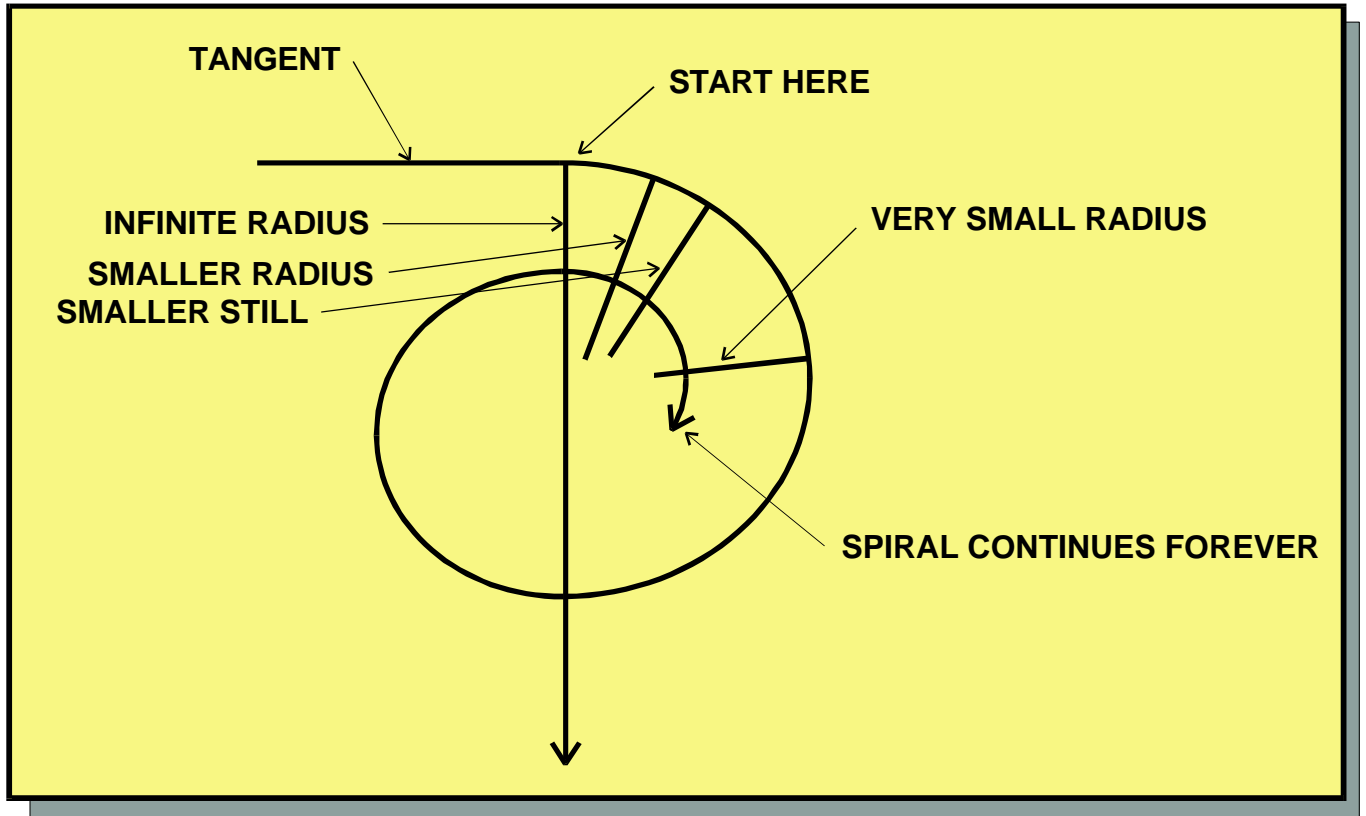 TANGENT
START HERE
INFINITE RADIUS
VERY SMALL RADIUS
SMALLER RADIUS
SMALLER STILL
SPIRAL CONTINUES FOREVER